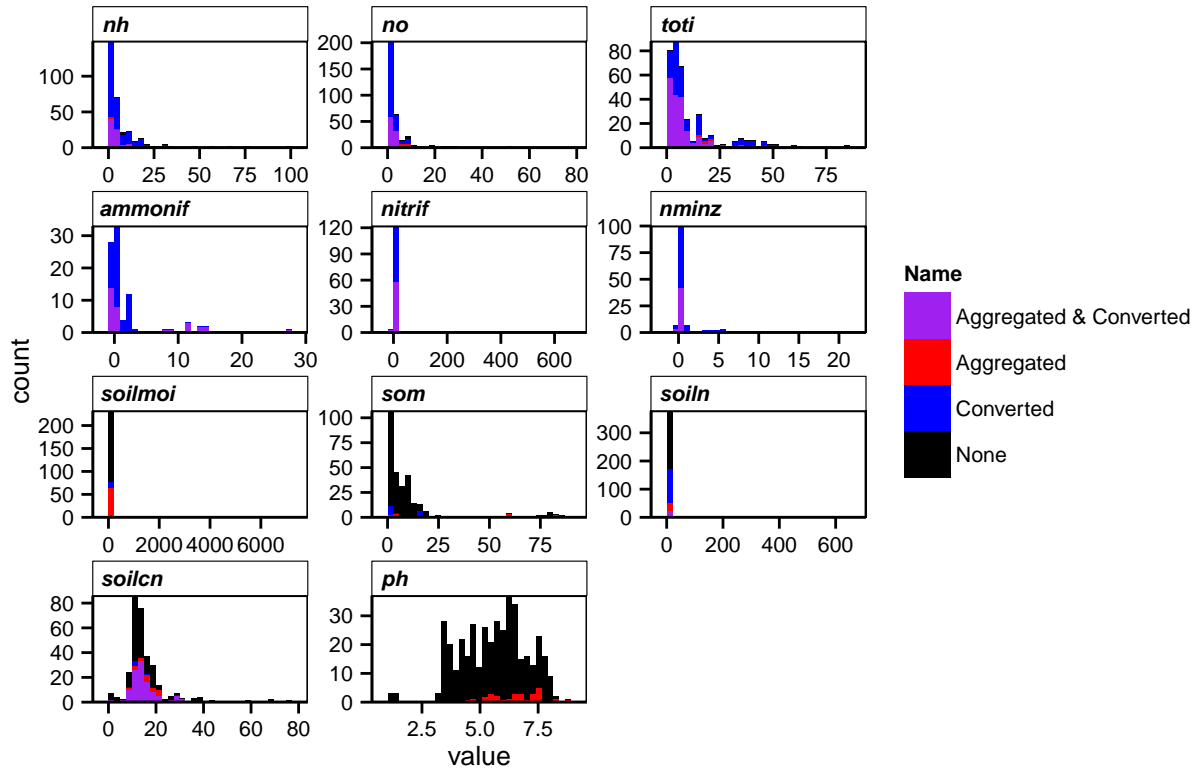 nh no toti
100
50
0
0 25 50 75 100
200
150
100
50
0
0 20 40 60 80
80
60
40
20
0
0 25 50 75
ammonif nitrif nminz
30
20
10
0
0 10 20 30
120
90
60
30
0
0 200 400 600
100
75
50
25
0
0 5 10 15 20
soilmoi som soiln
200
150
100
50
0
0 2000 4000 6000
100
75
50
25
0
0 25 50 75
300
200
100
0
0 200 400 600
soilcn ph
80
60
40
20
0
0 20 40 60 80
30
20
10
0
2.5 5.0 7.5
count
value
Name
Aggregated & Converted
Aggregated
Converted
None